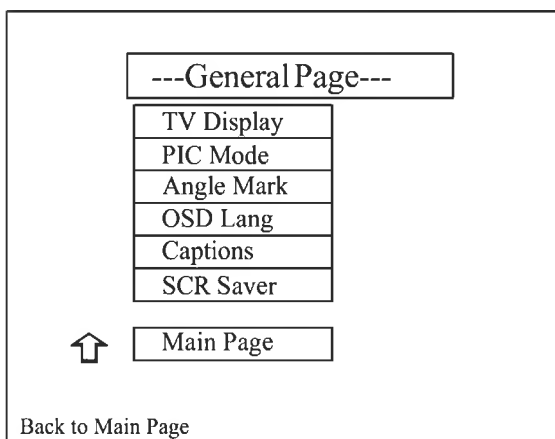 ---General Page---
TV Display
PIC Mode
Angle Mark
OSD Lang
Captions
SCR Saver
Main Page
Back to Main Page